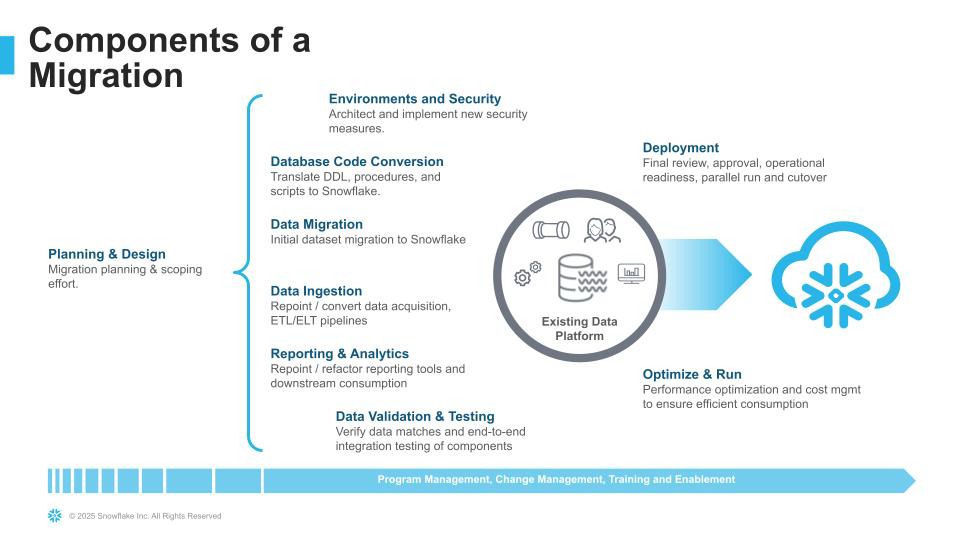 Components of a
Migration
Environments and Security
Architect and implement new security
measures.
Database Code Conversion
Translate DDL, procedures, and
scripts to Snowflake.
Data Migration
Initial dataset migration to Snowflake
Planning & Design
Migration planning & scoping
effort.
Data Ingestion
Repoint / convert data acquisition,
ETL/ELT pipelines
Reporting & Analytics
Repoint / refactor reporting tools and
downstream consumption
Data Validation & Testing
Verify data matches and end-to-end
integration testing of components
Existing Data
Platform
Deployment
Final review, approval, operational
readiness, parallel run and cutover
Optimize & Run
Performance optimization and cost mgmt
to ensure efficient consumption
Program Management, Change Management, Training and Enablement
© 2025 Snowflake Inc. All Rights Reserved